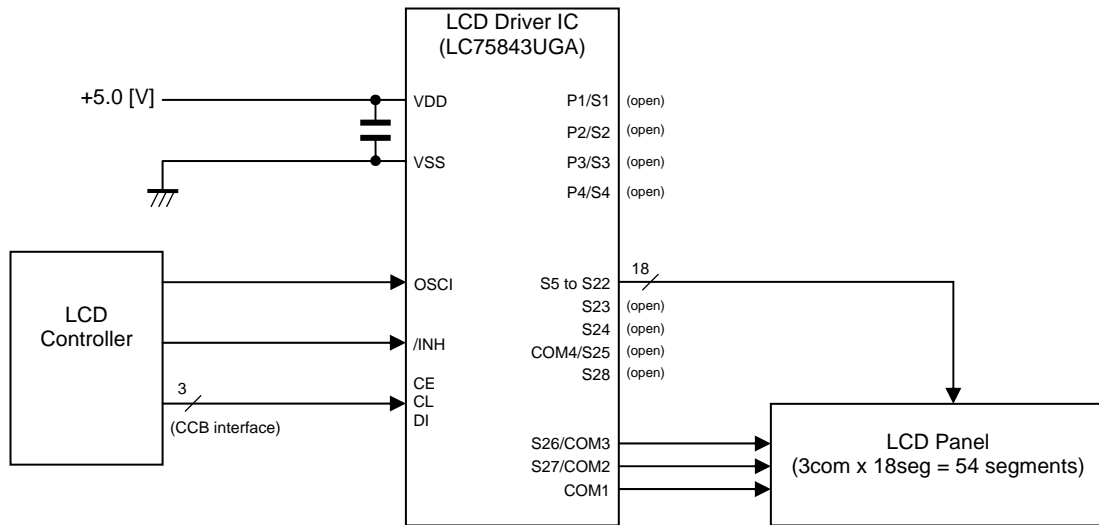 LCD Driver IC
(LC75843UGA)
+5.0 [V]
VDD
P1/S1 (open)
P2/S2 (open)
VSS
P3/S3 (open)
P4/S4 (open)
LCD
Controller
OSCI
S5 to S22
18
S23 (open)
S24 (open)
/INH
COM4/S25 (open)
S28 (open)
3
(CCB interface)
CE
CL
DI
S26/COM3
S27/COM2
COM1
LCD Panel
(3com x 18seg = 54 segments)